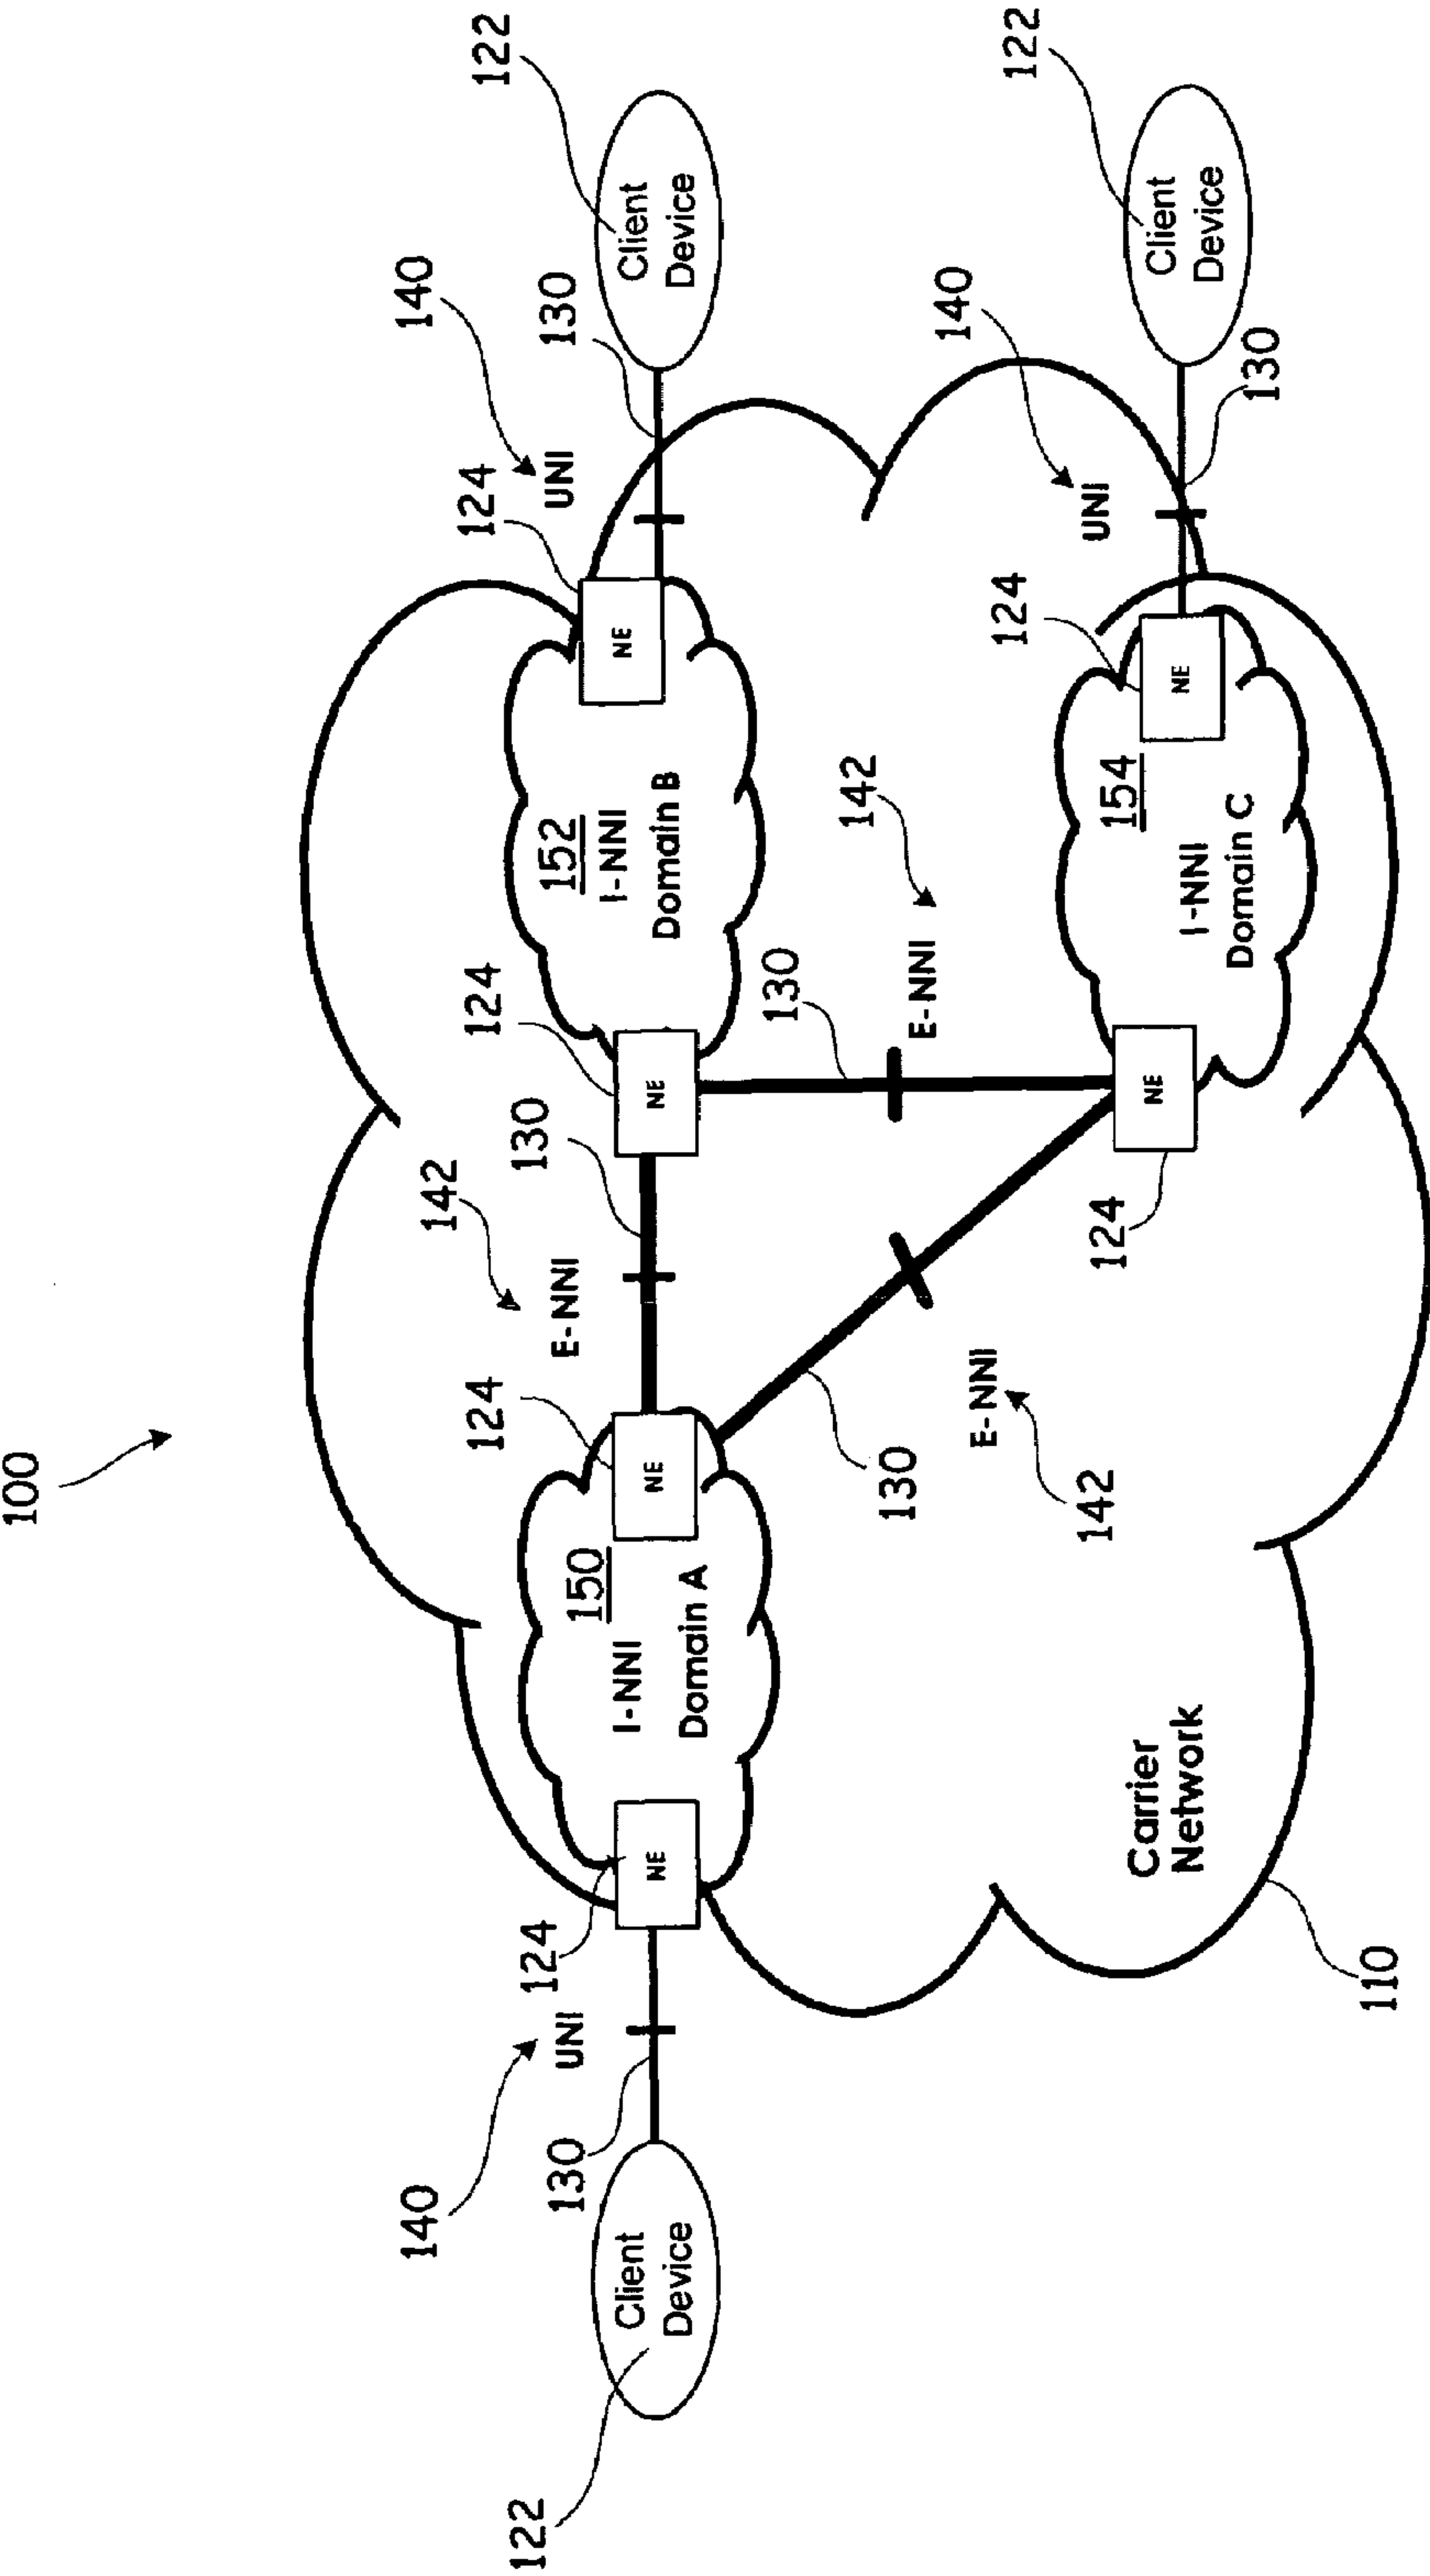 100
122
140
UNI
130
124
140
UNI
124
130
122
Client
Device
NE
150
I-NNI
Domain A
124
NE
142
E-NNI
130
124
NE
152
I-NNI
Domain B
NE
130
Client
Device
130
E-NNI
142
130
E-NNI
142
124
NE
154
I-NNI
Domain C
124
NE
140
UNI
130
122
Client
Device
Carrier
Network
110